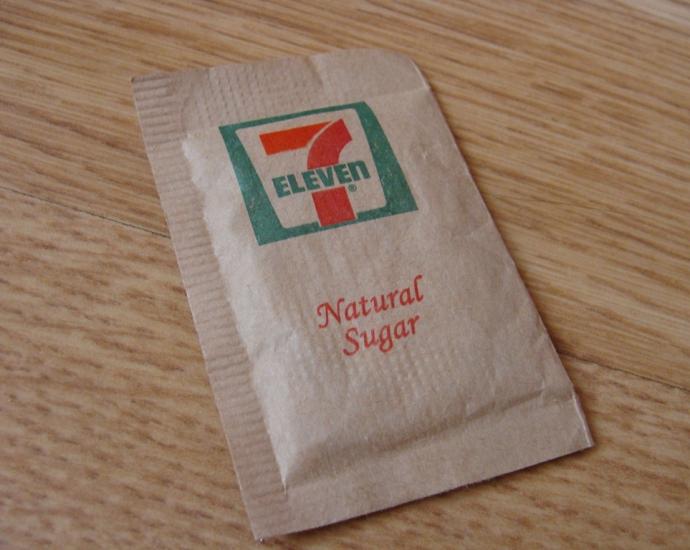 7
ELEVEn
®
Natural
Sugar